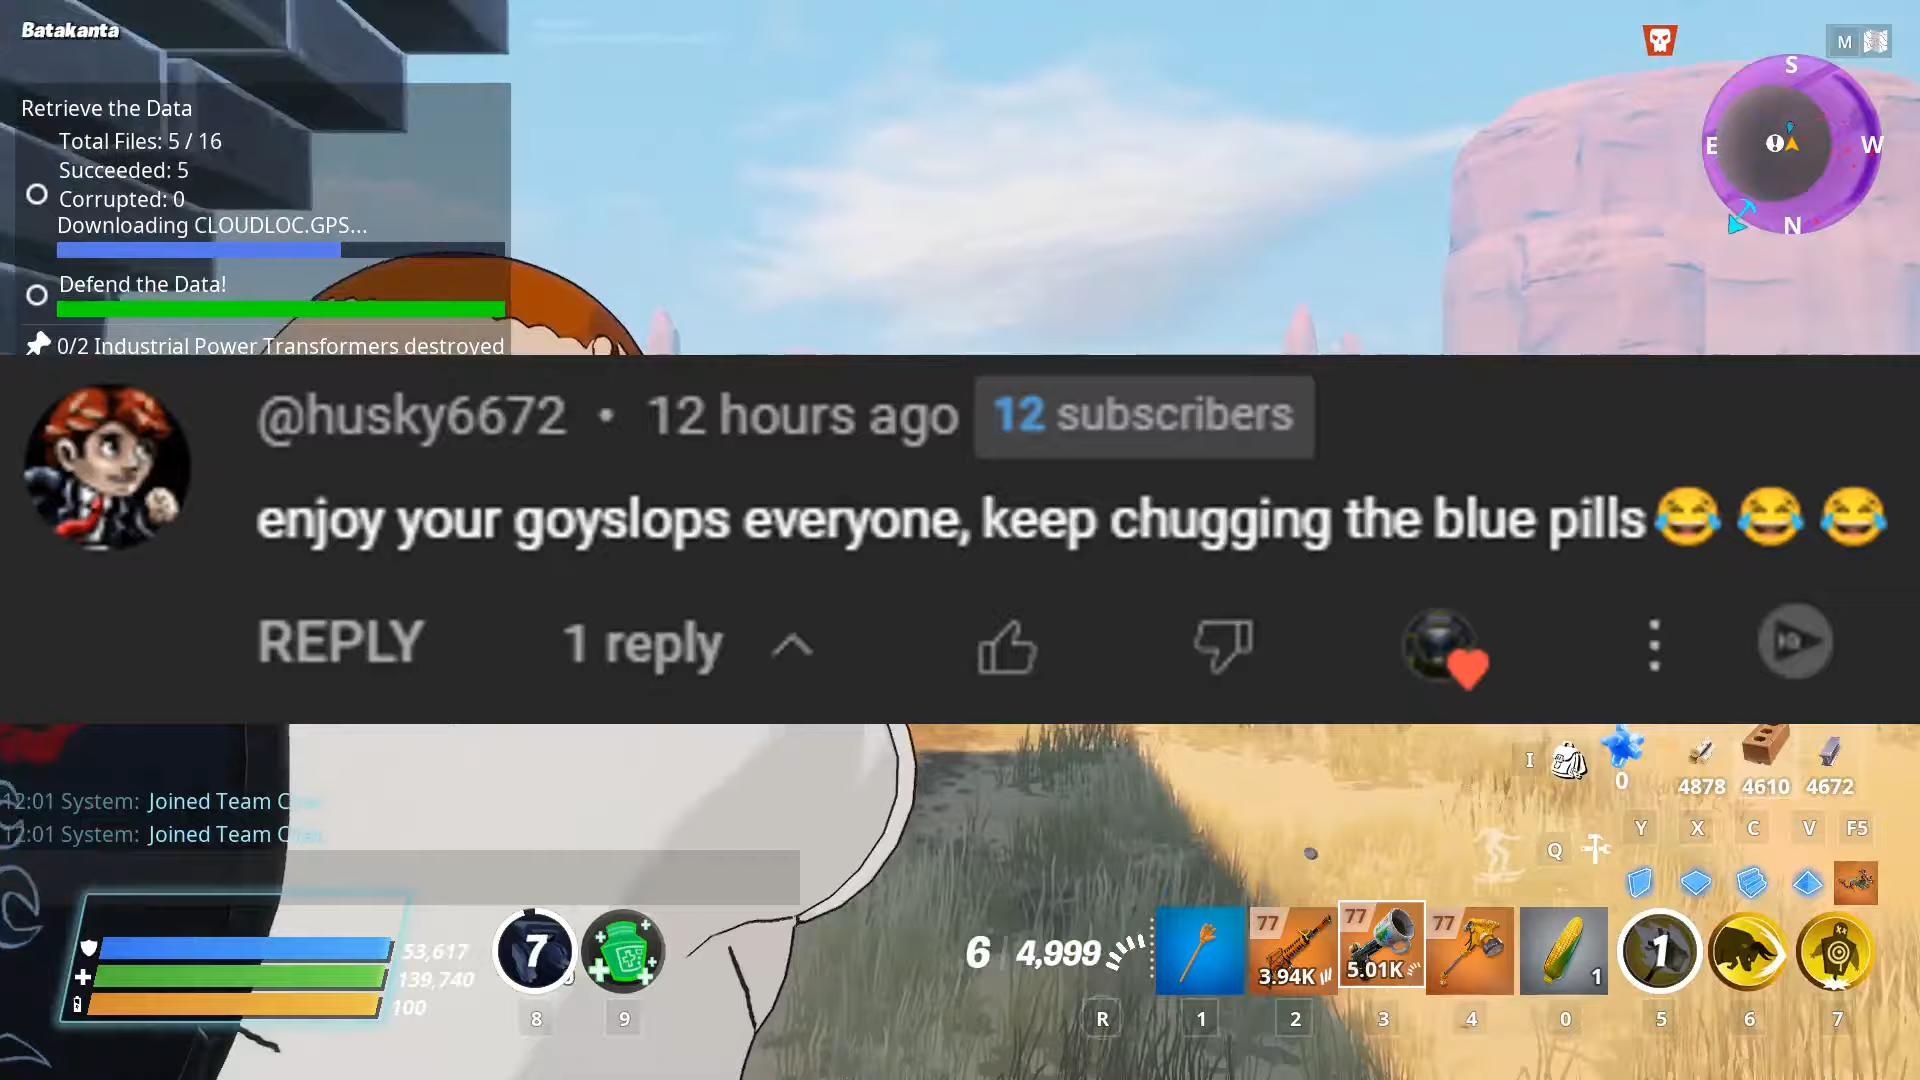 Batakanta
M
Retrieve the Data
Total Files: 5 / 16
Succeeded: 5
Corrupted: 0
Downloading CLOUDLOC.GPS...
Defend the Data!
0/2 Industrial Power Transformers destroyed
S
E
W
N
@husky6672 • 12 hours ago 12 subscribers
enjoy your goyslops everyone, keep chugging the blue pills😂😂😂
REPLY 1 reply
I
0 4878 4610 4672
12:01 System: Joined Team
12:01 System: Joined Team
Y X C V F5
Q
53,617
139,740
100
7
6 4,999
77 3.94K
77 5.01K
77
1
1
8 9 R 1 2 3 4 0 5 6 7